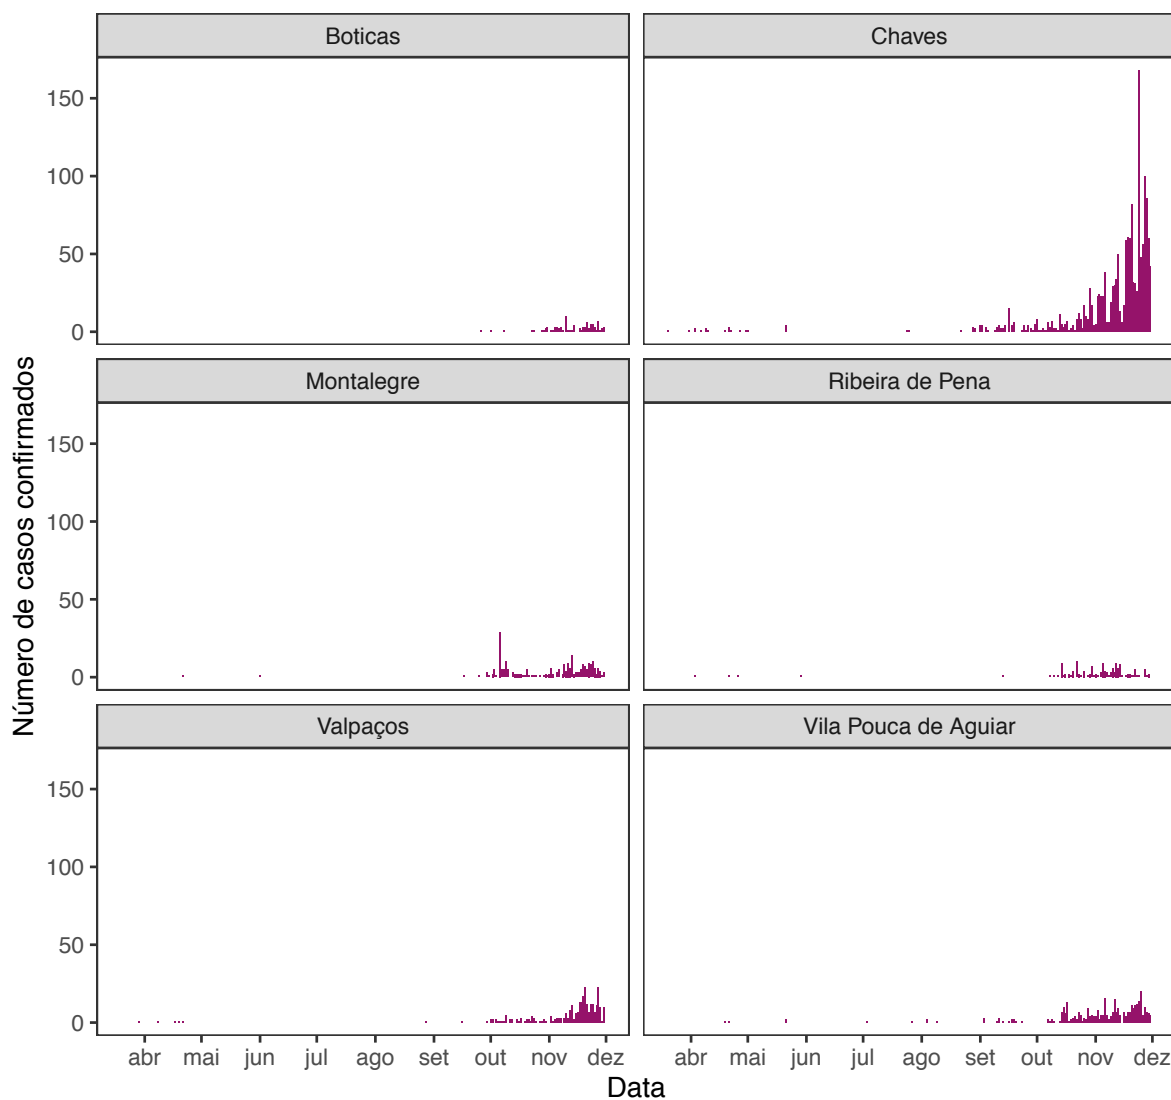 Boticas
Chaves
150
100
50
0
Montalegre
Ribeira de Pena
150
100
50
0
Valpaços
Vila Pouca de Aguiar
150
100
50
0
abr mai jun jul ago set out nov dez
abr mai jun jul ago set out nov dez
Data
Número de casos confirmados